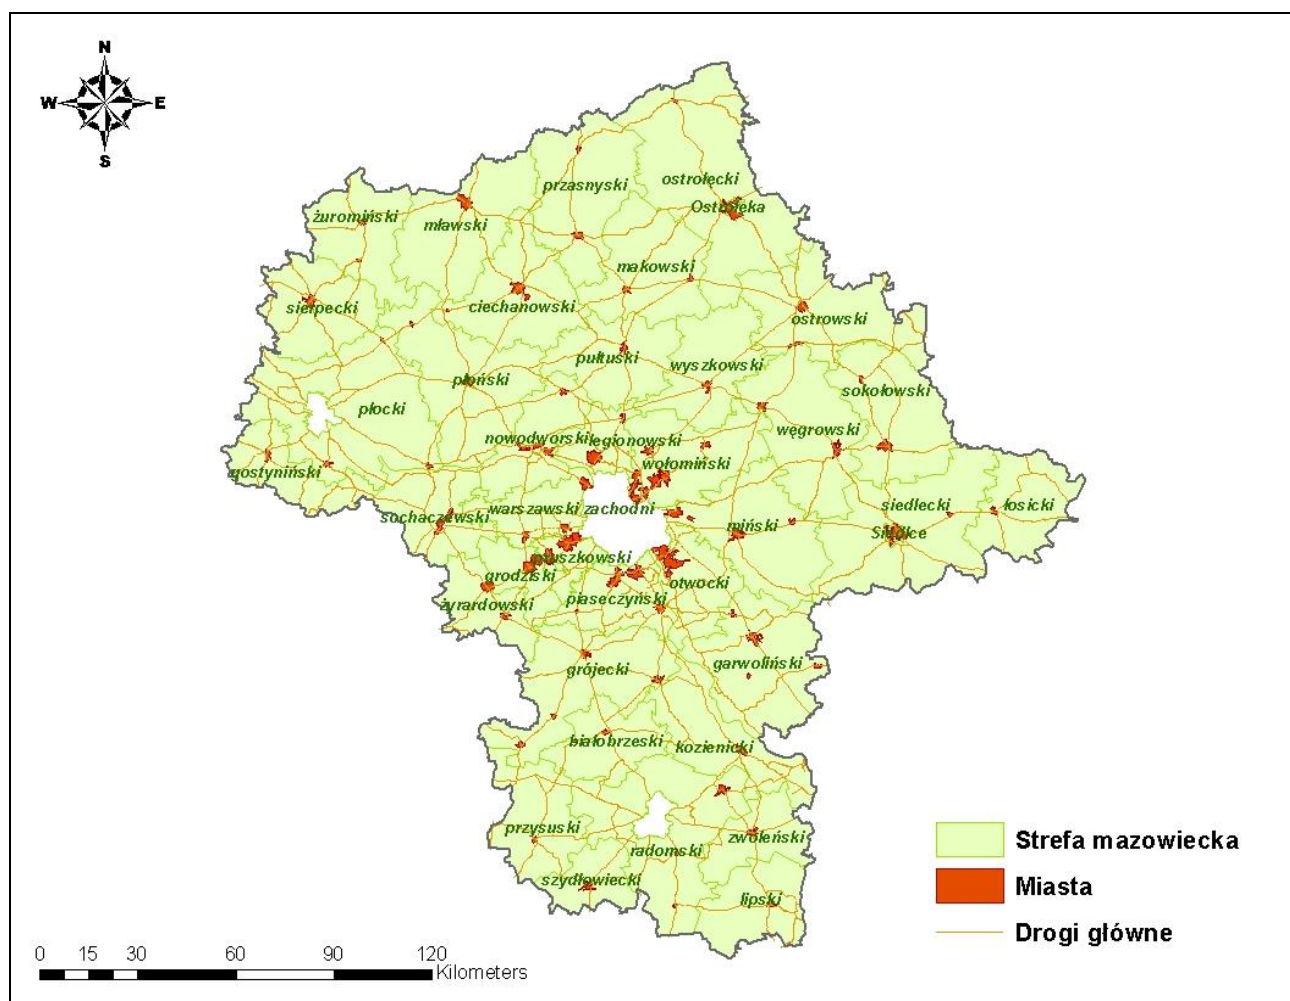 N
W E
S
ostrołęcki
przasnyski
Ostrołęka
żuromiński
mławski
makowski
sierpecki
ciechanowski
ostrowski
pułtuski
wyszkowski
płoński
sokołowski
płocki
węgrowski
nowodworski
legionowski
wołomiński
gostyniński
siedlecki
łosicki
warszawski zachodni
sochaczewski
miński
Siedlce
pruszkowski
grodziski
otwocki
piaseczyński
żyrardowski
garwoliński
grójecki
białobrzeski
kozienicki
przysuski
zwoleński
radomski
szydłowiecki
lipski
Strefa mazowiecka
Miasta
Drogi główne
0 15 30 60 90 120
Kilometers